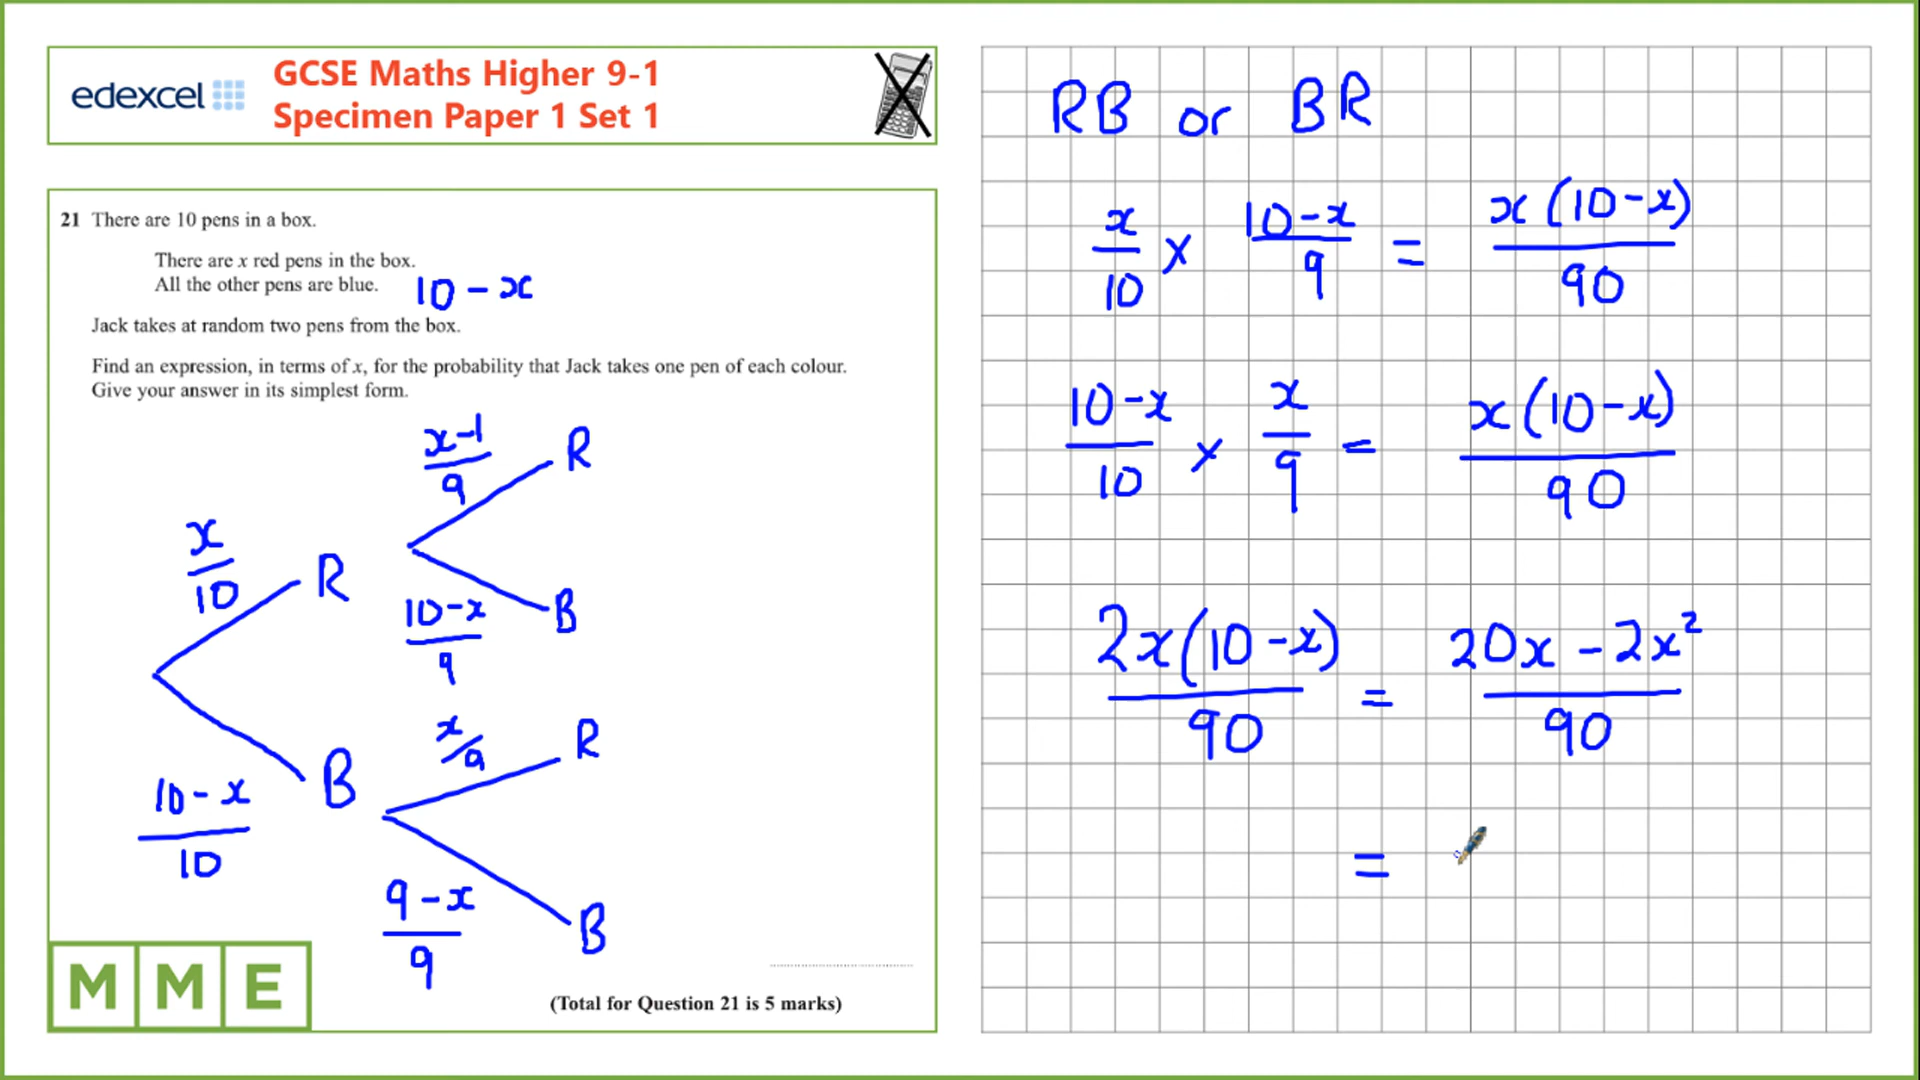 edexcel
GCSE Maths Higher 9-1
Specimen Paper 1 Set 1
21 There are 10 pens in a box.
There are x red pens in the box.
All the other pens are blue. 10 - x
Jack takes at random two pens from the box.
Find an expression, in terms of x, for the probability that Jack takes one pen of each colour.
Give your answer in its simplest form.
x-1/9 R
x/10 R
10-x/9 B
x/9 R
10-x/10 B
9-x/9 B
(Total for Question 21 is 5 marks)
MME
RB or BR
x/10 × 10-x/9 = x(10-x)/90
10-x/10 × x/9 = x(10-x)/90
2x(10-x)/90 = 20x-2x²/90
=